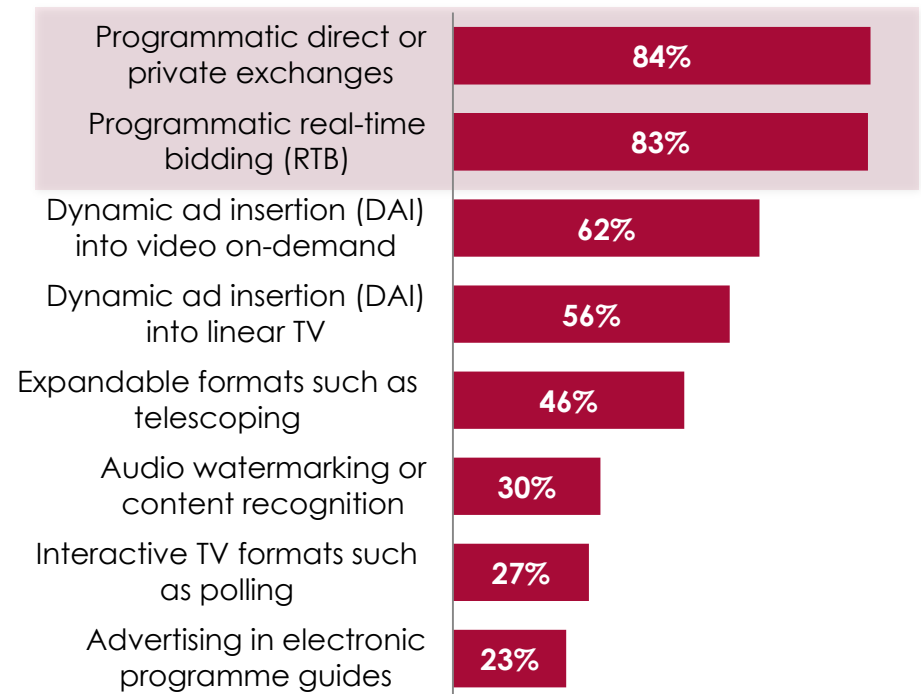 Programmatic direct or
private exchanges
84%
Programmatic real-time
bidding (RTB)
83%
Dynamic ad insertion (DAI)
into video on-demand
62%
Dynamic ad insertion (DAI)
into linear TV
56%
Expandable formats such as
telescoping
46%
Audio watermarking or
content recognition
30%
Interactive TV formats such
as polling
27%
Advertising in electronic
programme guides
23%